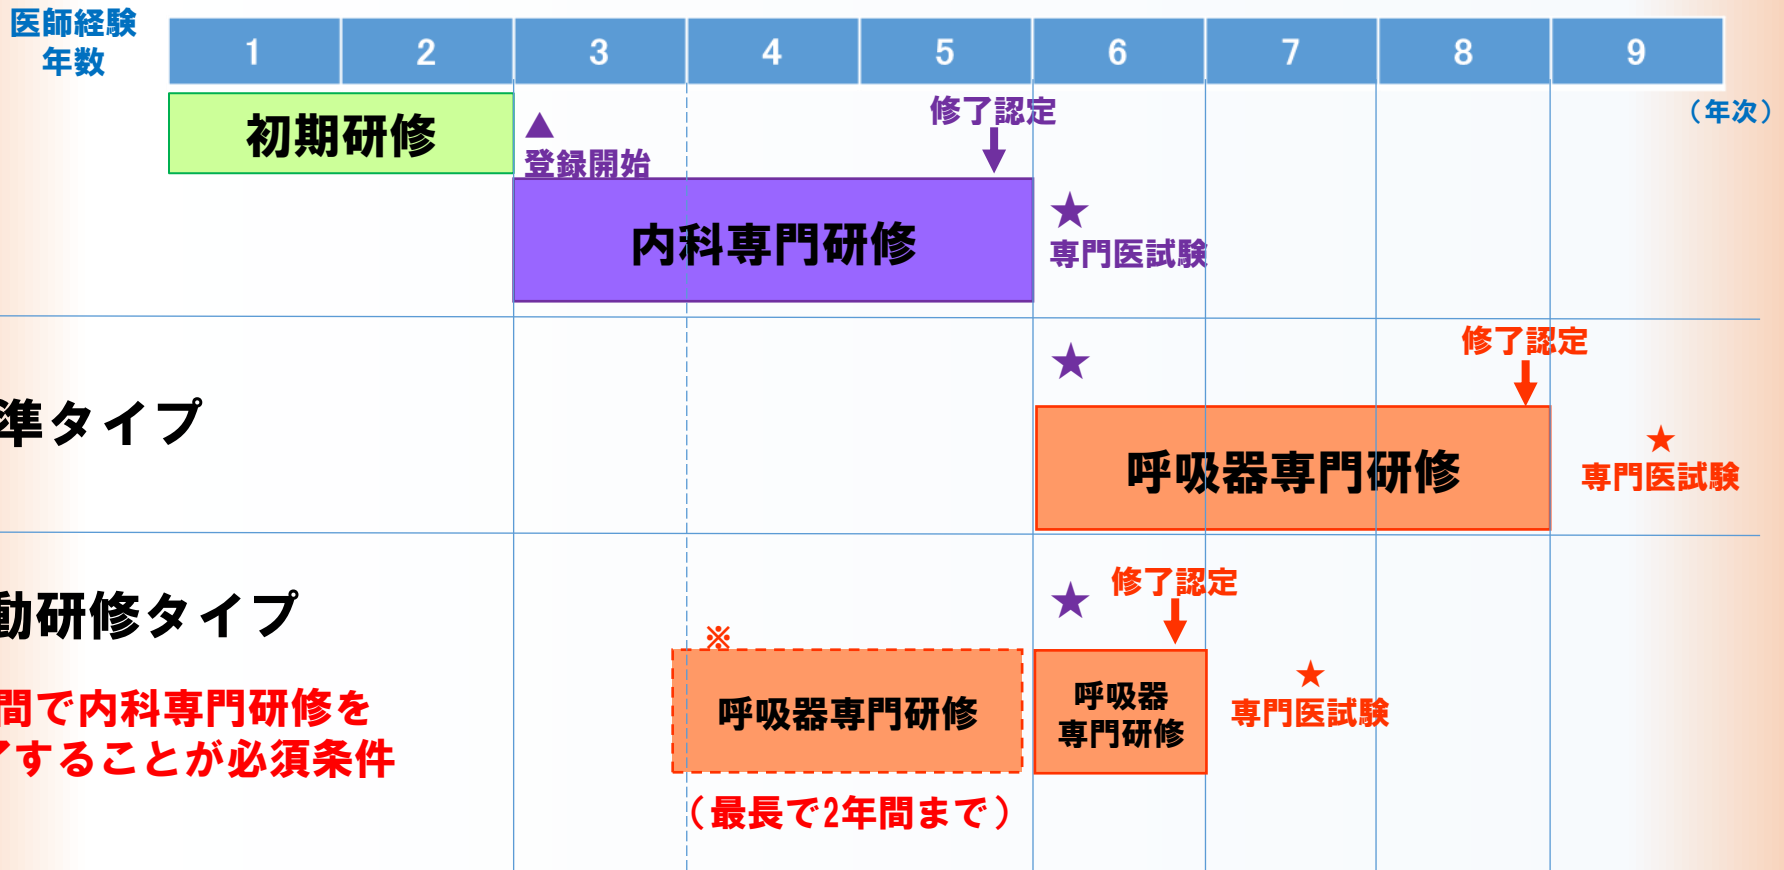 医師経験
年数
1 2 3 4 5 6 7 8 9
（年次）
初期研修
▲
登録開始
修了認定
内科専門研修
★
専門医試験
準タイプ
★
修了認定
呼吸器専門研修
★
専門医試験
動研修タイプ
間で内科専門研修を
了することが必須条件
※
呼吸器専門研修
（最長で2年間まで）
★
修了認定
呼吸器
専門研修
★
専門医試験